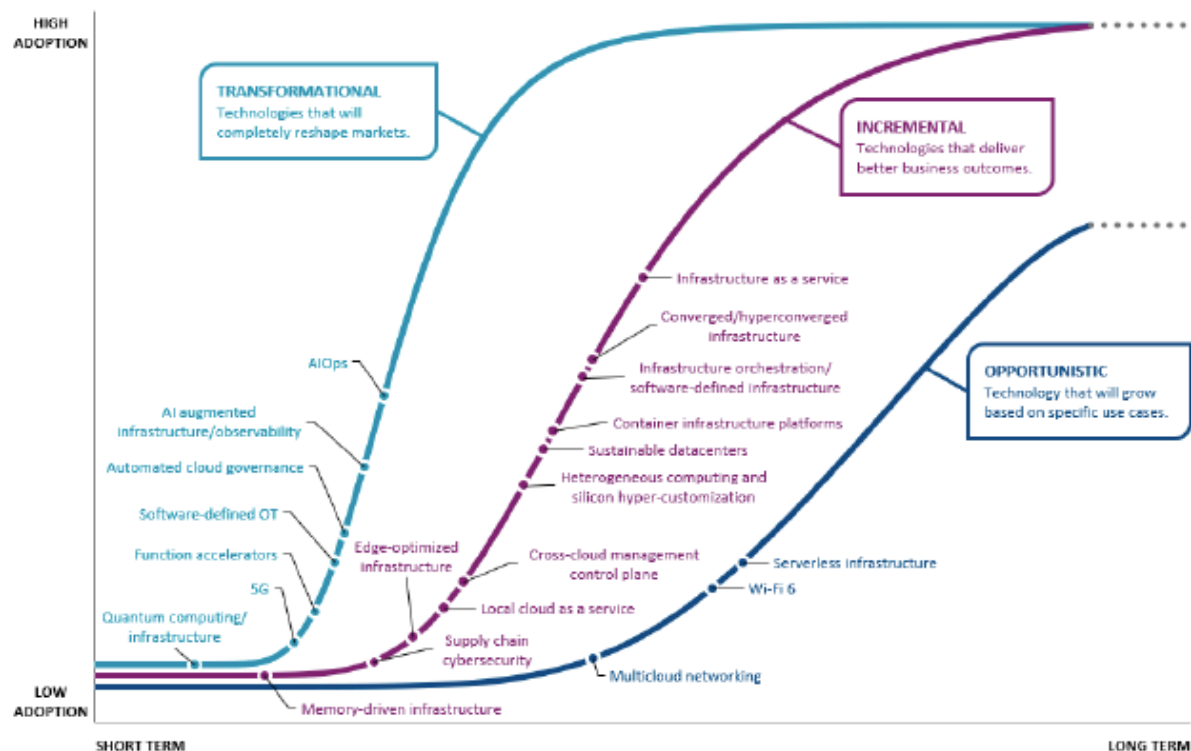 HIGH
ADOPTION
TRANSFORMATIONAL
Technologies that will
completely reshape markets.
INCREMENTAL
Technologies that deliver
better business outcomes.
Infrastructure as a service
Converged/hyperconverged
infrastructure
Infrastructure orchestration/
software-defined infrastructure
OPPORTUNISTIC
Technology that will grow
based on specific use cases.
AIOps
AI augmented
infrastructure/observability
Container infrastructure platforms
Sustainable datacenters
Automated cloud governance
Heterogeneous computing and
silicon hyper-customization
Software-defined OT
Function accelerators
Edge-optimized
infrastructure
Cross-cloud management
control plane
Serverless infrastructure
5G
Wi-Fi 6
Local cloud as a service
Quantum computing/
infrastructure
Supply chain
cybersecurity
Multicloud networking
Memory-driven infrastructure
LOW
ADOPTION
SHORT TERM
LONG TERM